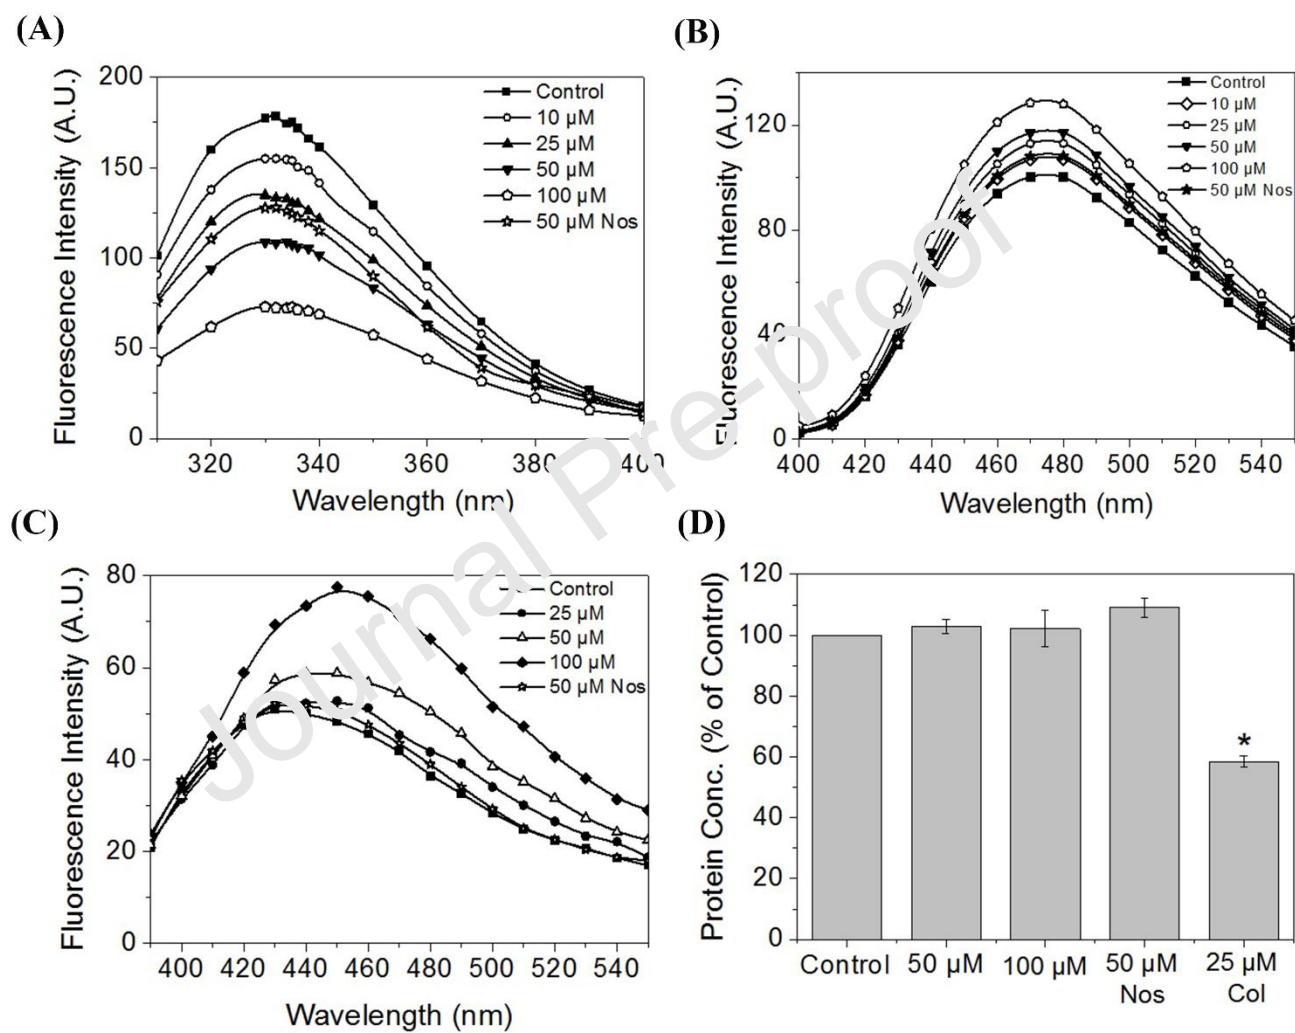 (A)
Fluorescence Intensity (A.U.)
200
150
100
50
0
320
340
360
380
400
Wavelength (nm)
Control
10 µM
25 µM
50 µM
100 µM
50 µM Nos
(B)
Fluorescence Intensity (A.U.)
120
80
40
0
400
420
440
460
480
500
520
540
Wavelength (nm)
Control
10 µM
25 µM
50 µM
100 µM
50 µM Nos
(C)
Fluorescence Intensity (A.U.)
80
60
40
20
0
400
420
440
460
480
500
520
540
Wavelength (nm)
Control
25 µM
50 µM
100 µM
50 µM Nos
(D)
Protein Conc. (% of Control)
120
100
80
60
40
20
0
*
Control
50 µM
100 µM
50 µM
Nos
25 µM
Col
Journal Pre-proof